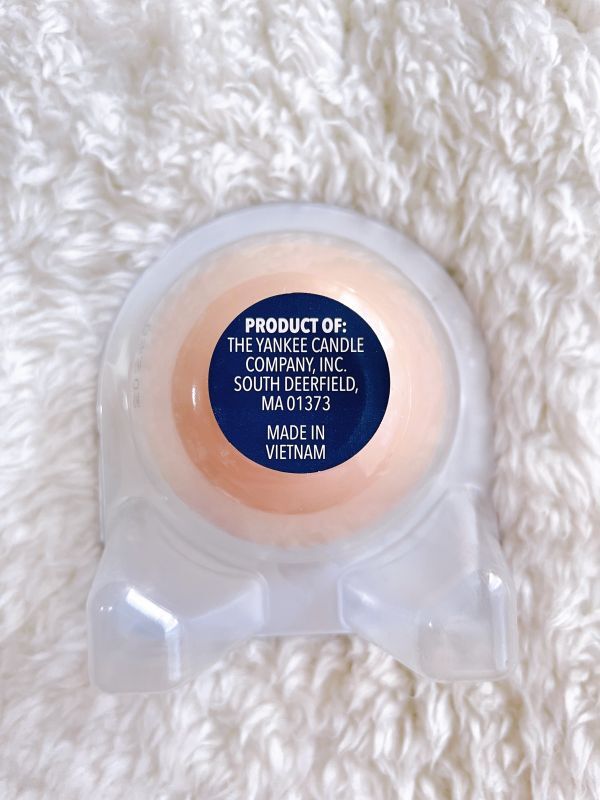 PRODUCT OF:
THE YANKEE CANDLE
COMPANY, INC.
SOUTH DEERFIELD,
MA 01373
MADE IN
VIETNAM